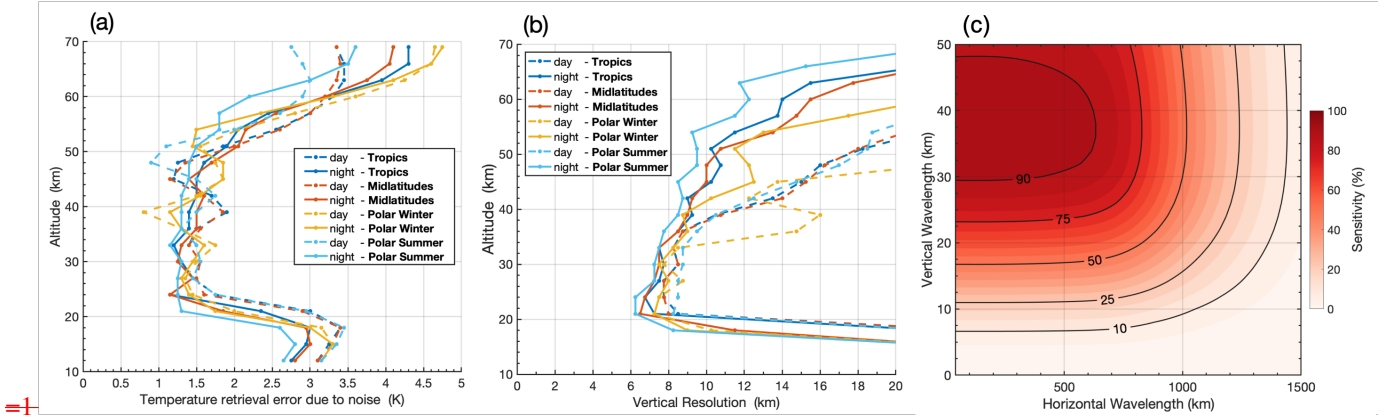 (a)
70
60
50
40
30
20
10
Altitude (km)
0
0.5
1
1.5
2
2.5
3
3.5
4
4.5
5
Temperature retrieval error due to noise (K)
day - Tropics
night - Tropics
day - Midlatitudes
night - Midlatitudes
day - Polar Winter
night - Polar Winter
day - Polar Summer
night - Polar Summer
(b)
70
60
50
40
30
20
10
Altitude (km)
0
2
4
6
8
10
12
14
16
18
20
Vertical Resolution (km)
day - Tropics
night - Tropics
day - Midlatitudes
night - Midlatitudes
day - Polar Winter
night - Polar Winter
day - Polar Summer
night - Polar Summer
(c)
50
40
30
20
10
0
Vertical Wavelength (km)
90
75
50
25
10
500
1000
1500
Horizontal Wavelength (km)
100
80
60
40
20
0
Sensitivity (%)
=1